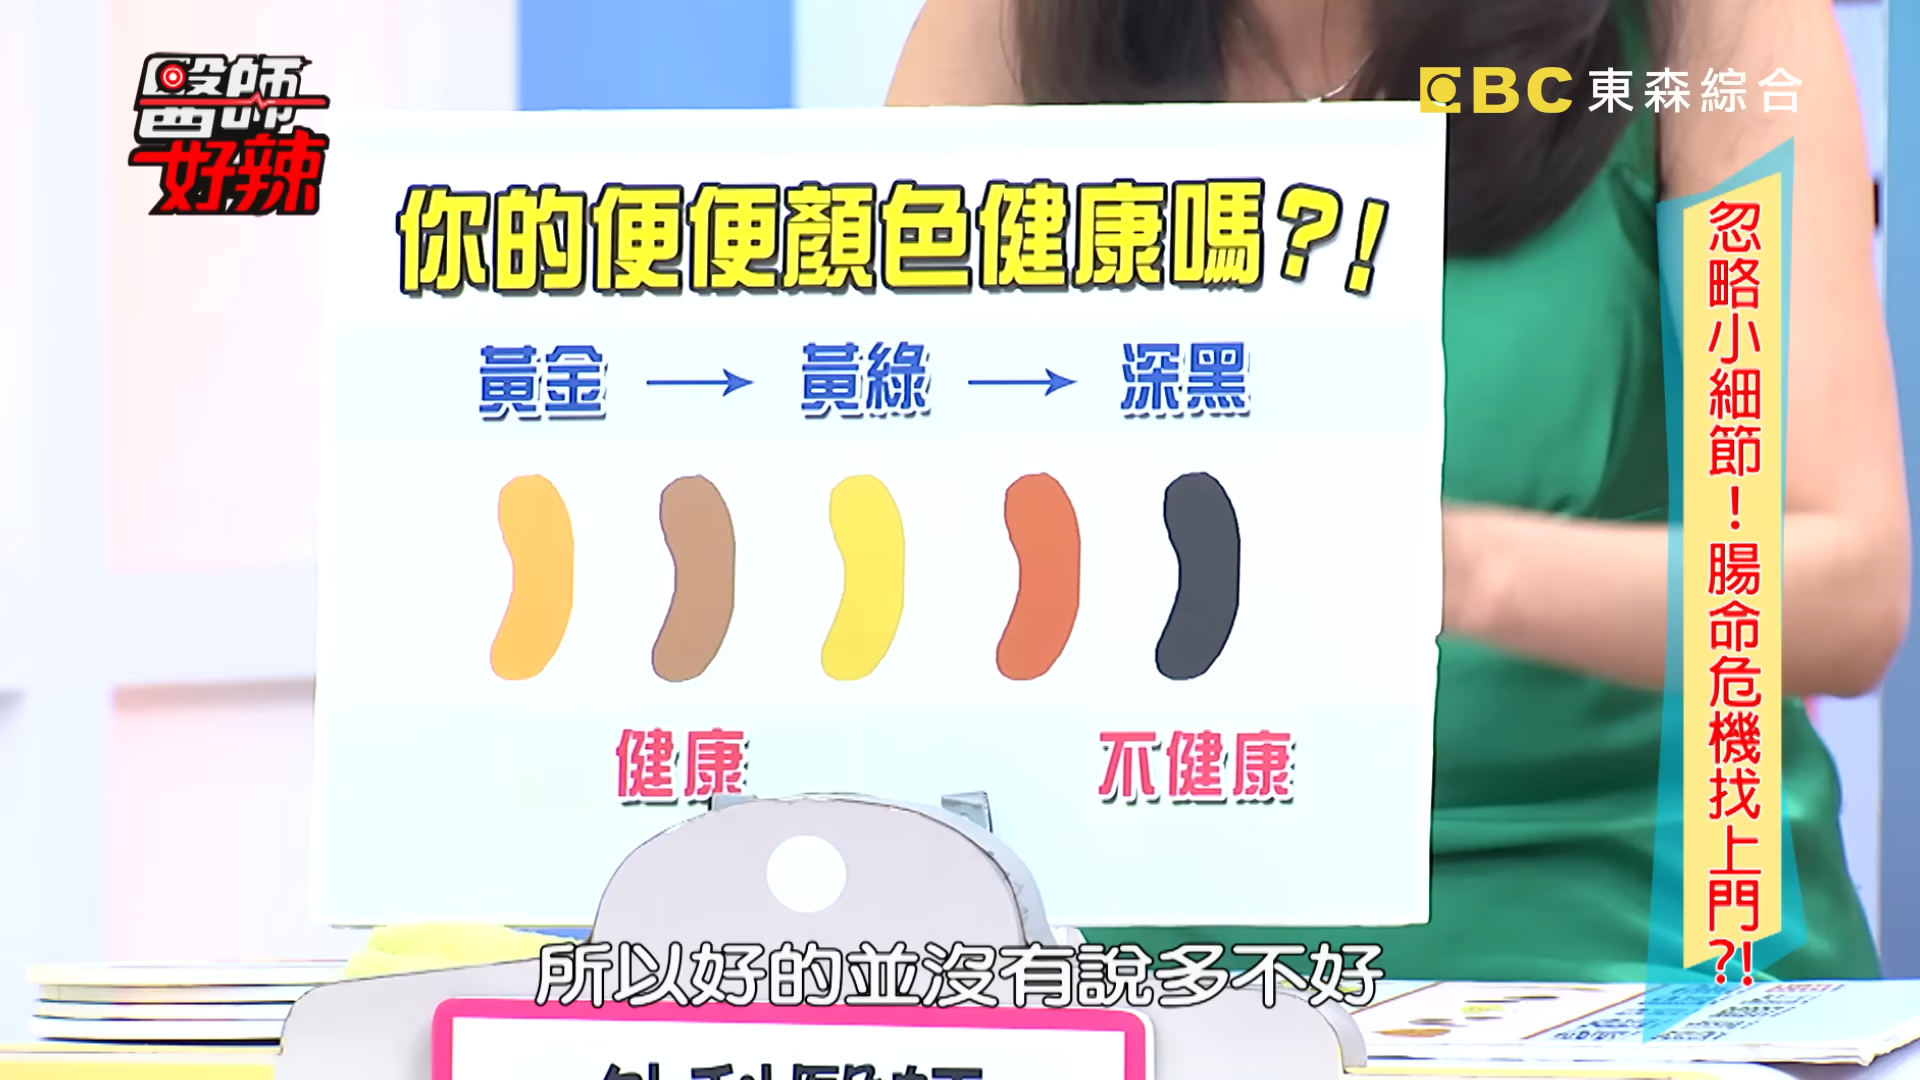 醫師
好辣
EBC 東森綜合
你的便便顏色健康嗎?!
黃金 → 黃綠 → 深黑
健康 不健康
忽略小細節!腸命危機找上門?!
所以好的並沒有說多不好